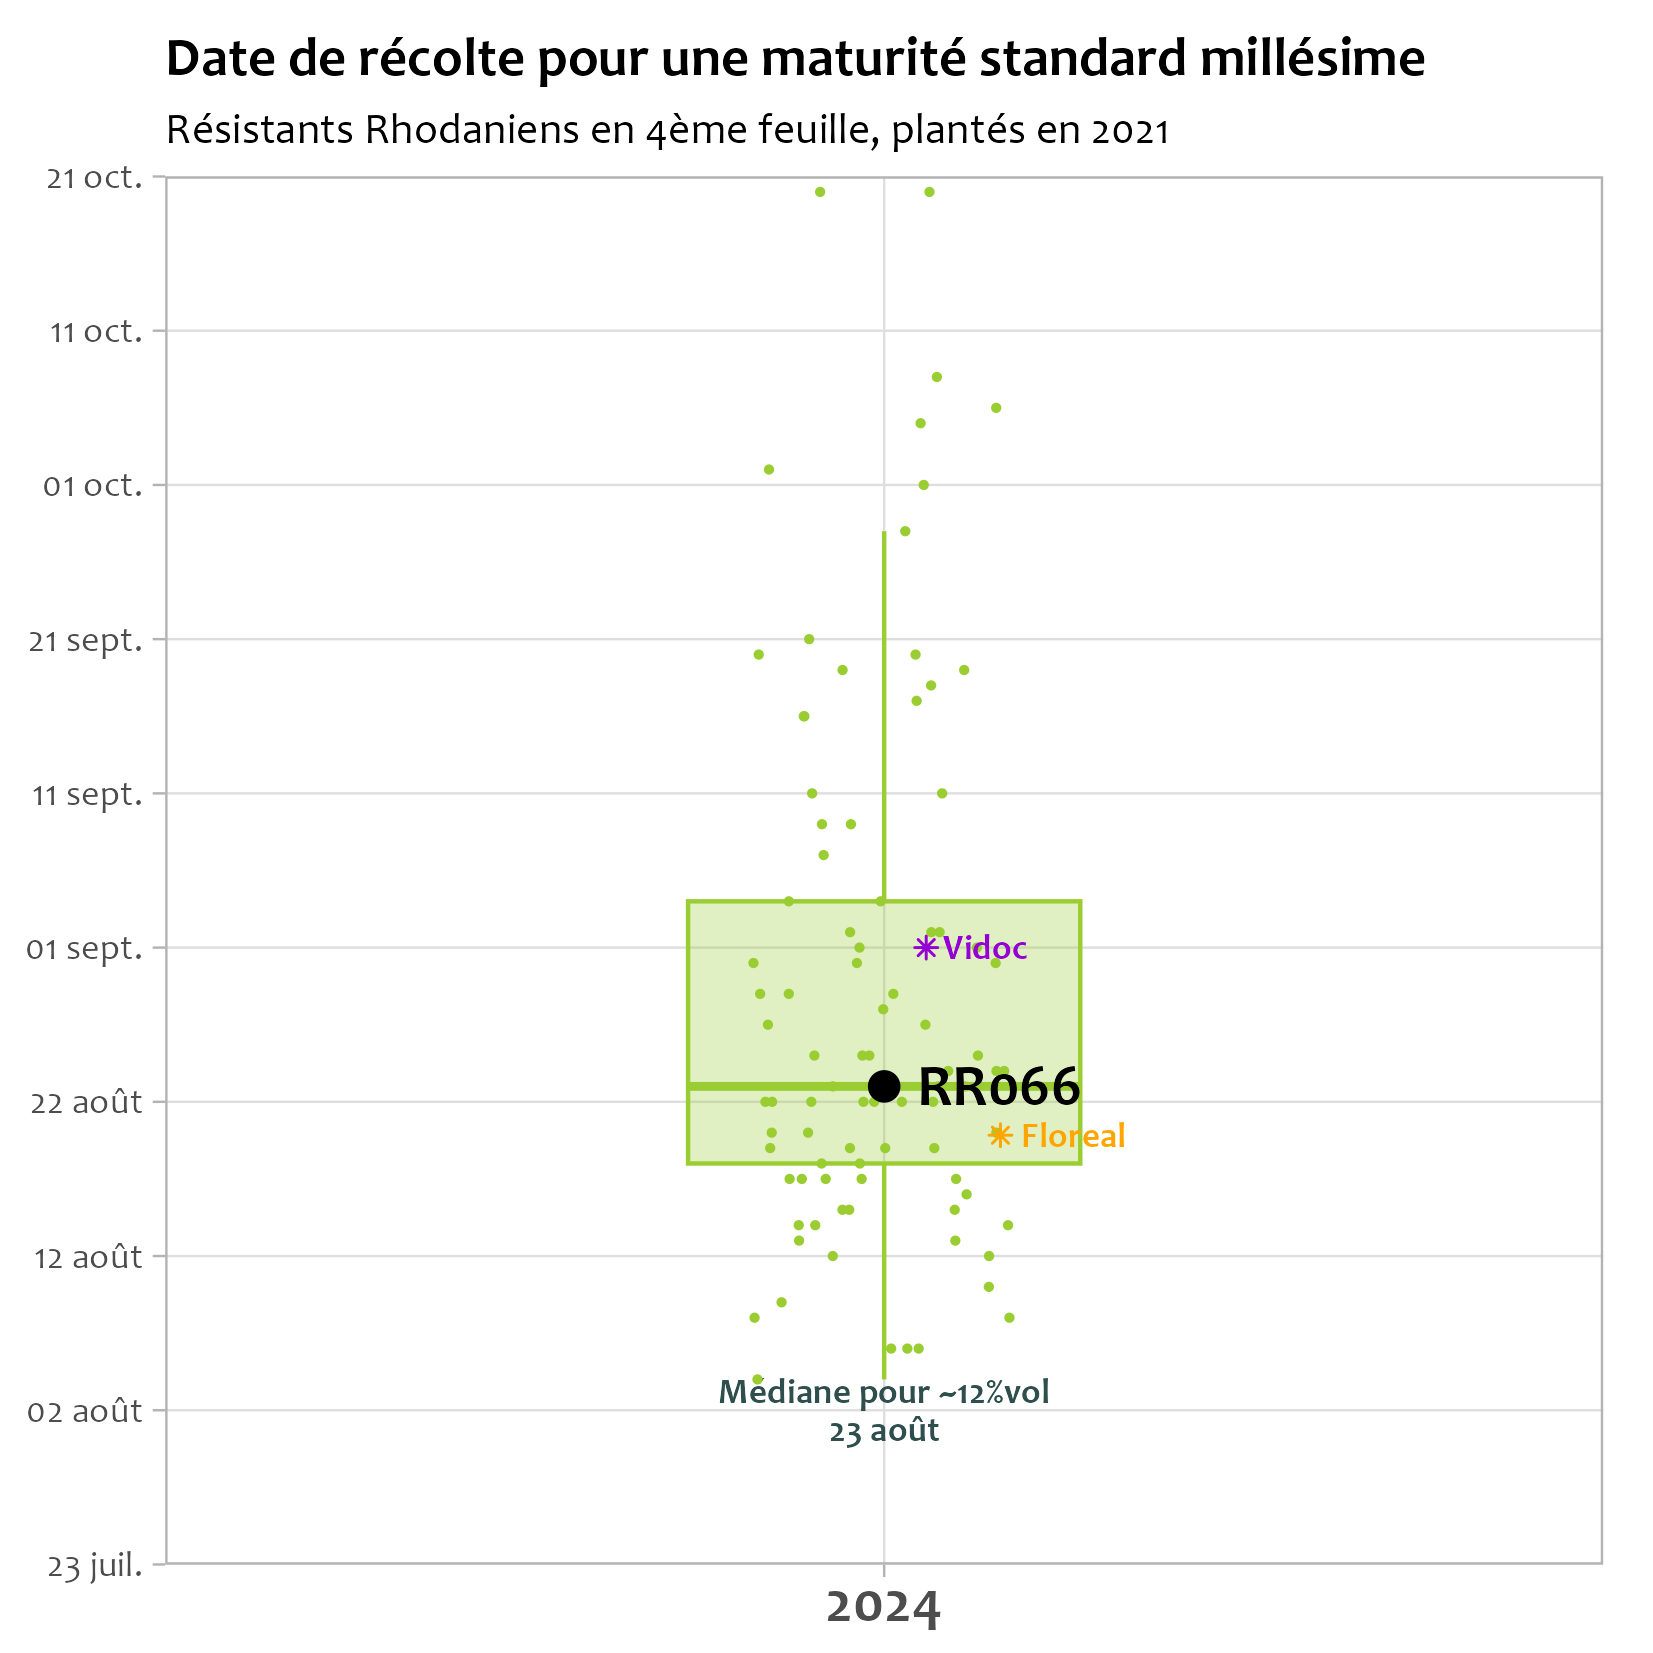 Date de récolte pour une maturité standard millésime
Résistants Rhodaniens en 4ème feuille, plantés en 2021
21 oct.
11 oct.
01 oct.
21 sept.
11 sept.
01 sept.
Vidoc
22 août
RR066
Floreal
12 août
02 août
Médiane pour ~12%vol
23 août
23 juil.
2024